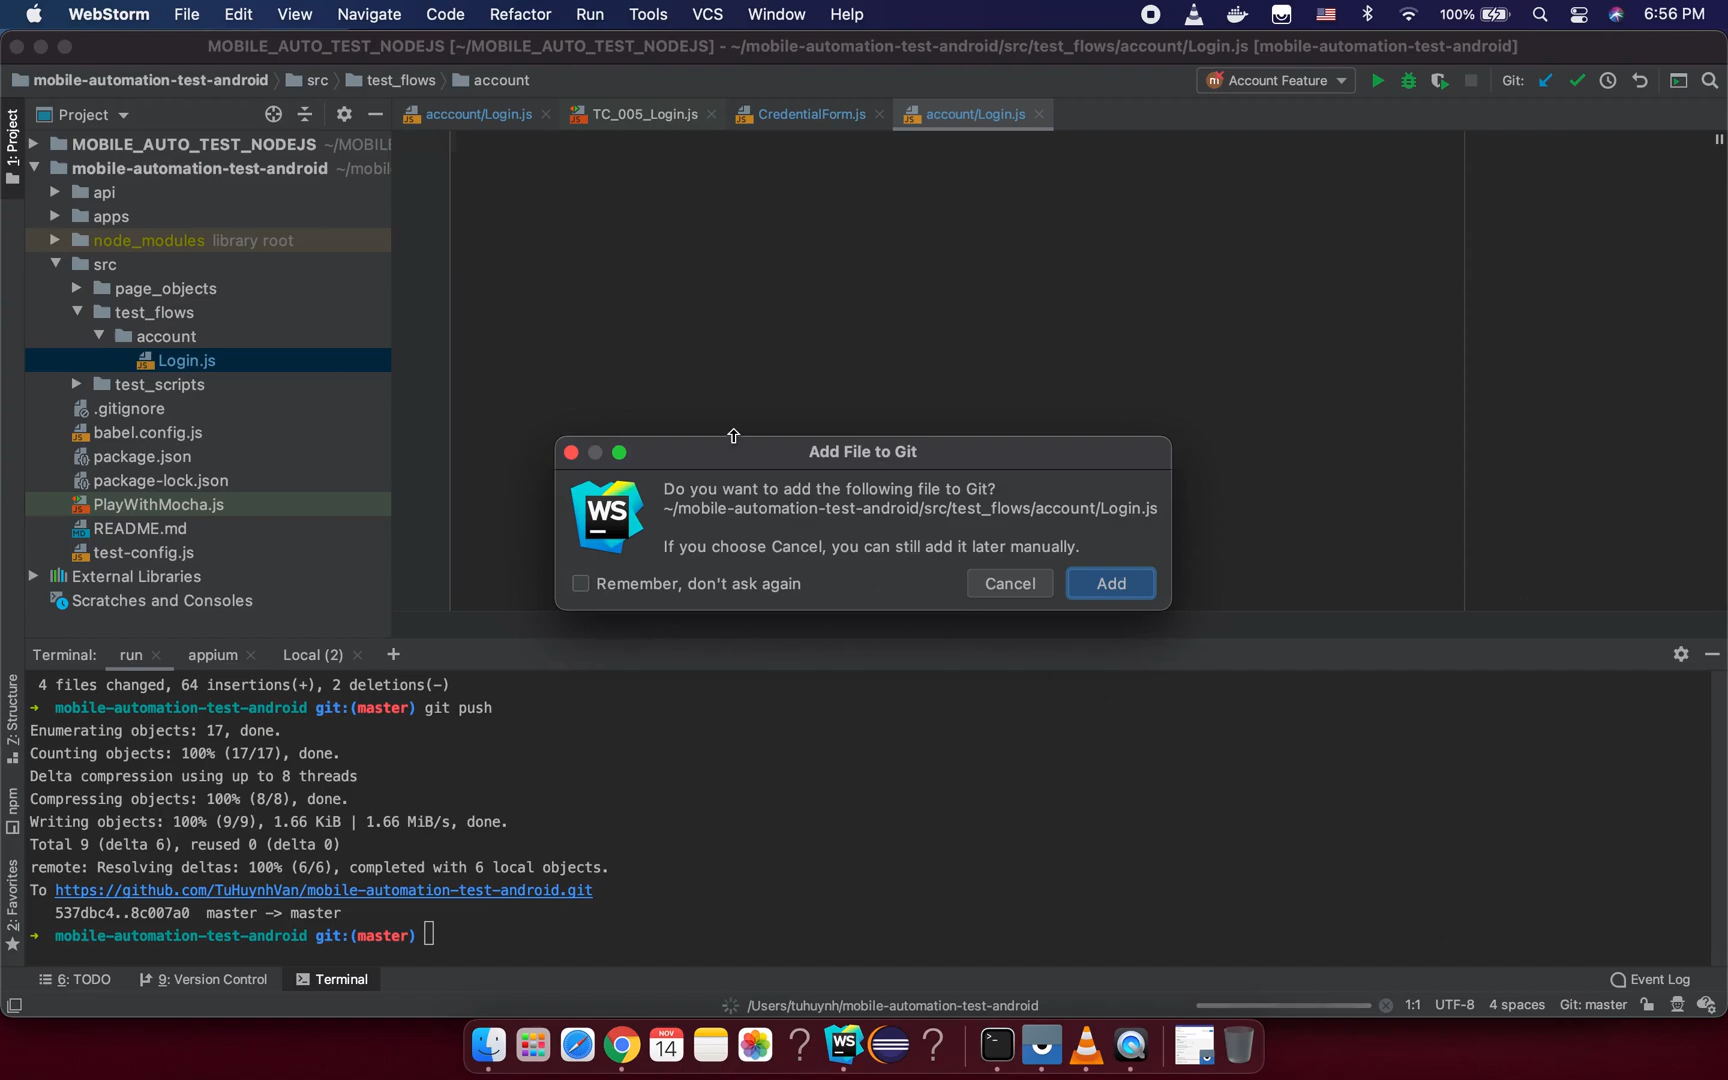 WebStorm File Edit View Navigate Code Refactor Run Tools VCS Window Help 100% 6:56 PM
MOBILE_AUTO_TEST_NODEJS [~/MOBILE_AUTO_TEST_NODEJS] - ~/mobile-automation-test-android/src/test_flows/account/Login.js [mobile-automation-test-android]
mobile-automation-test-android src test_flows account Account Feature Git:
Project acccount/Login.js TC_005_Login.js CredentialForm.js account/Login.js
1: Project
MOBILE_AUTO_TEST_NODEJS ~/MOBILE
mobile-automation-test-android ~/mobil
api
apps
node_modules library root
src
page_objects
test_flows
account
Login.js
test_scripts
.gitignore
babel.config.js
package.json
package-lock.json
PlayWithMocha.js
README.md
test-config.js
External Libraries
Scratches and Consoles
Add File to Git
WS
Do you want to add the following file to Git?
~/mobile-automation-test-android/src/test_flows/account/Login.js
If you choose Cancel, you can still add it later manually.
Remember, don't ask again Cancel Add
Terminal: run appium Local (2) +
7: Structure
npm
2: Favorites
4 files changed, 64 insertions(+), 2 deletions(-)
→ mobile-automation-test-android git:(master) git push
Enumerating objects: 17, done.
Counting objects: 100% (17/17), done.
Delta compression using up to 8 threads
Compressing objects: 100% (8/8), done.
Writing objects: 100% (9/9), 1.66 KiB | 1.66 MiB/s, done.
Total 9 (delta 6), reused 0 (delta 0)
remote: Resolving deltas: 100% (6/6), completed with 6 local objects.
To https://github.com/TuHuynhVan/mobile-automation-test-android.git
537dbc4..8c007a0 master -> master
→ mobile-automation-test-android git:(master)
6: TODO 9: Version Control Terminal Event Log
/Users/tuhuynh/mobile-automation-test-android 1:1 UTF-8 4 spaces Git: master
NOV
14
WS